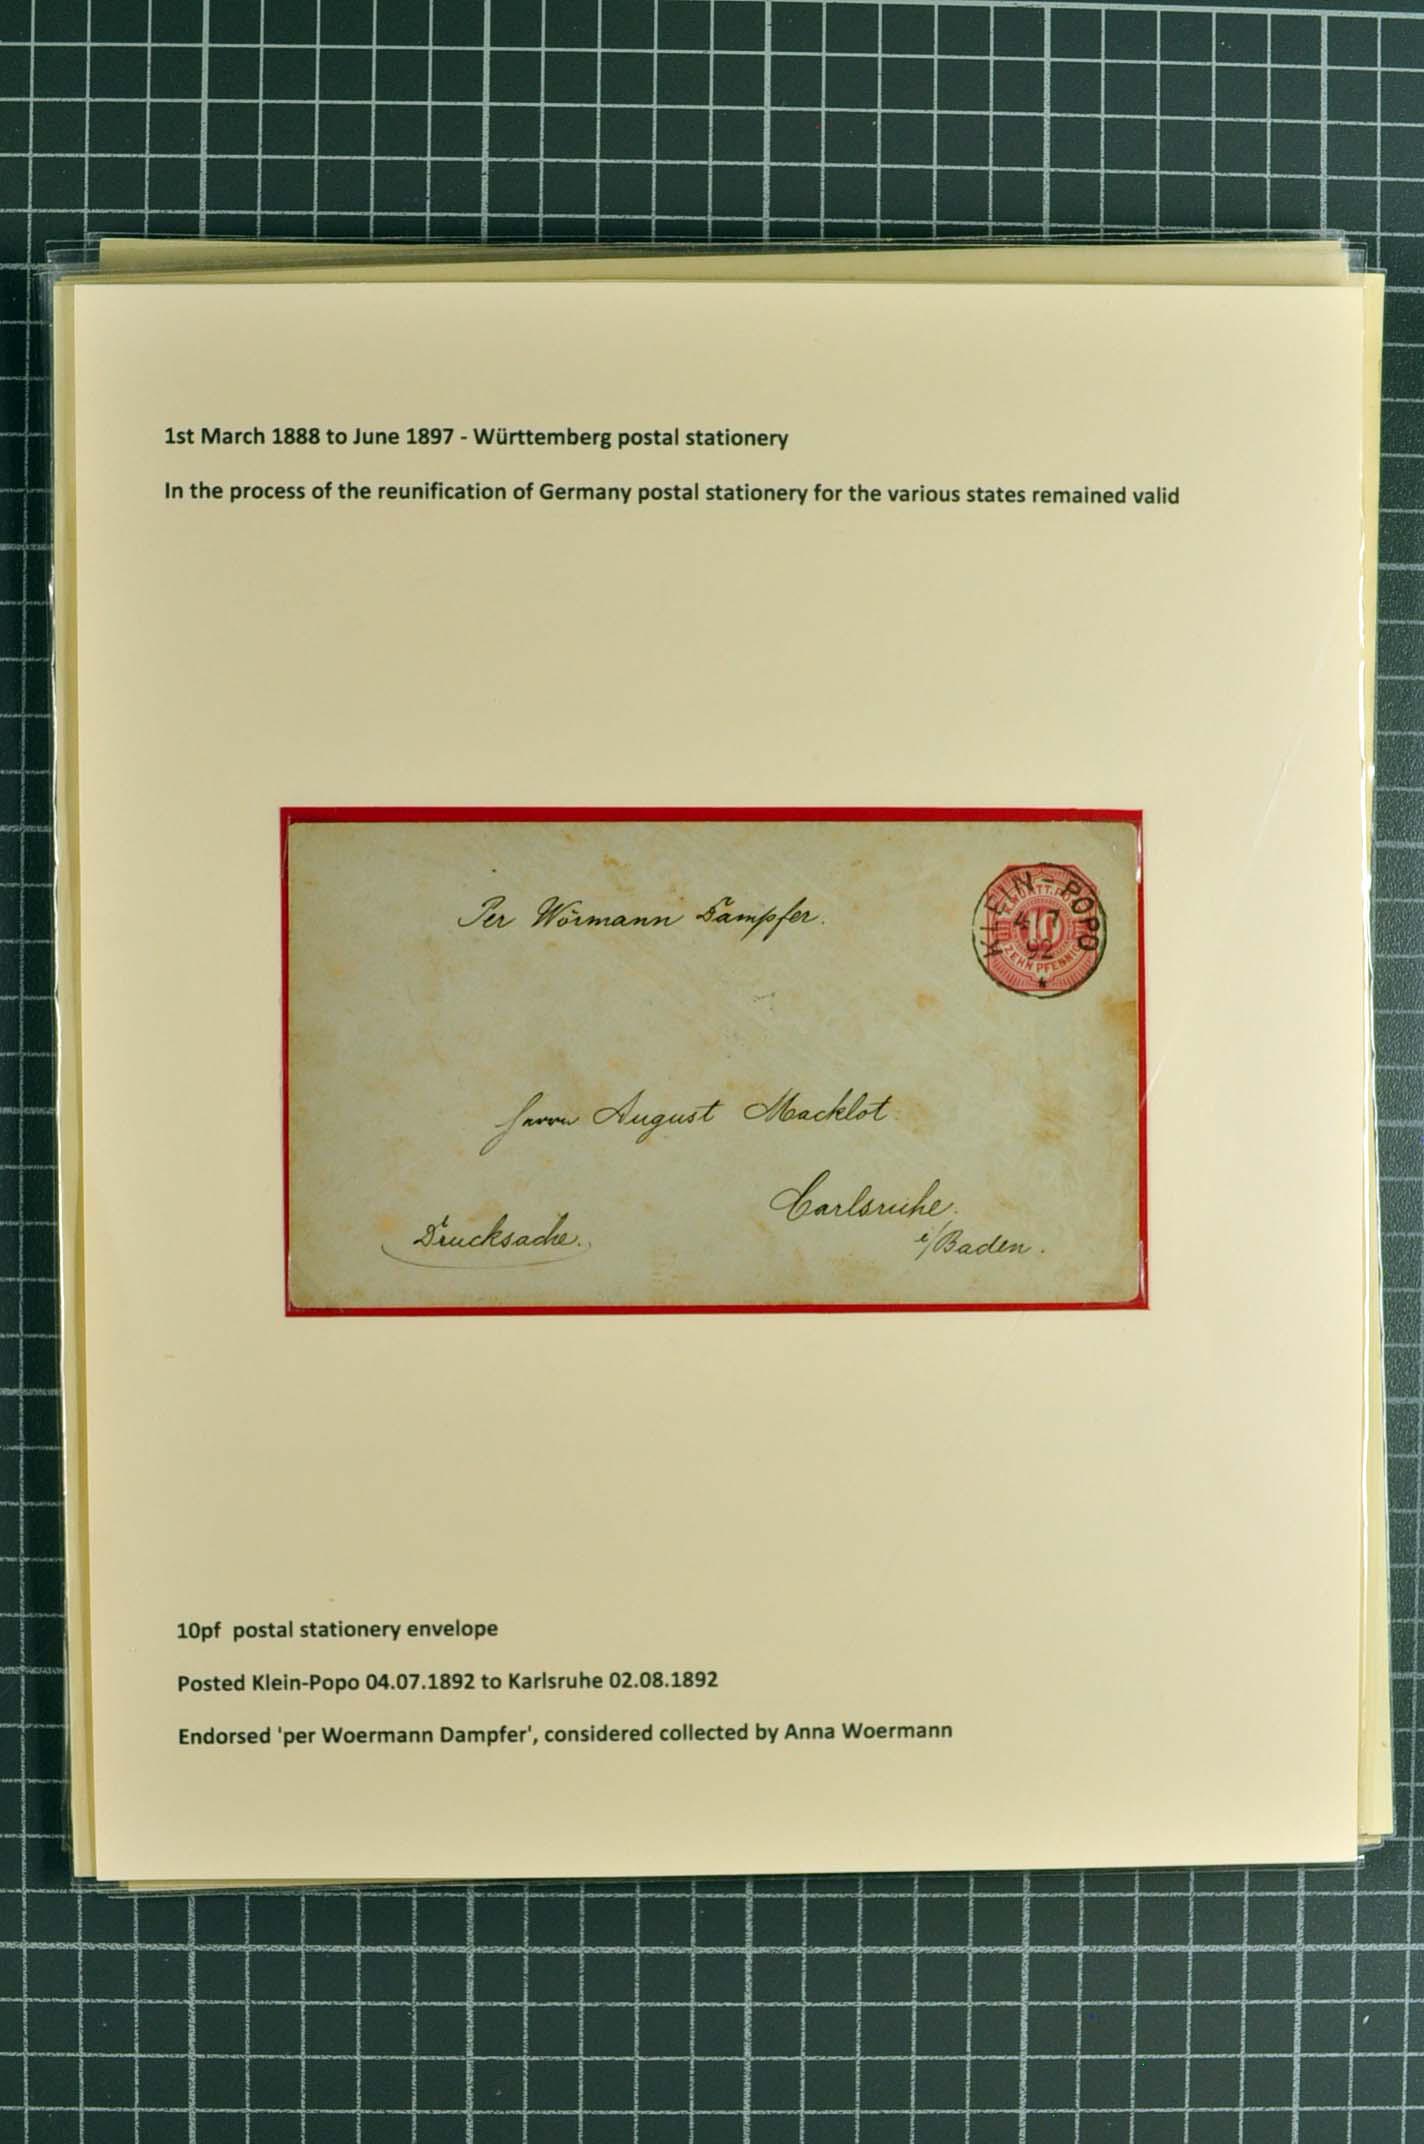 1st March 1888 to June 1897 - Württemberg postal stationery
In the process of the reunification of Germany postal stationery for the various states remained valid
Per Wörmann Dampfer.
KLEIN-POPO
4/7
92
*
10
ZEHN PFENNIG
Herrn August Macklot
Carlsruhe.
i/Baden.
Drucksache.
10pf postal stationery envelope
Posted Klein-Popo 04.07.1892 to Karlsruhe 02.08.1892
Endorsed 'per Woermann Dampfer', considered collected by Anna Woermann